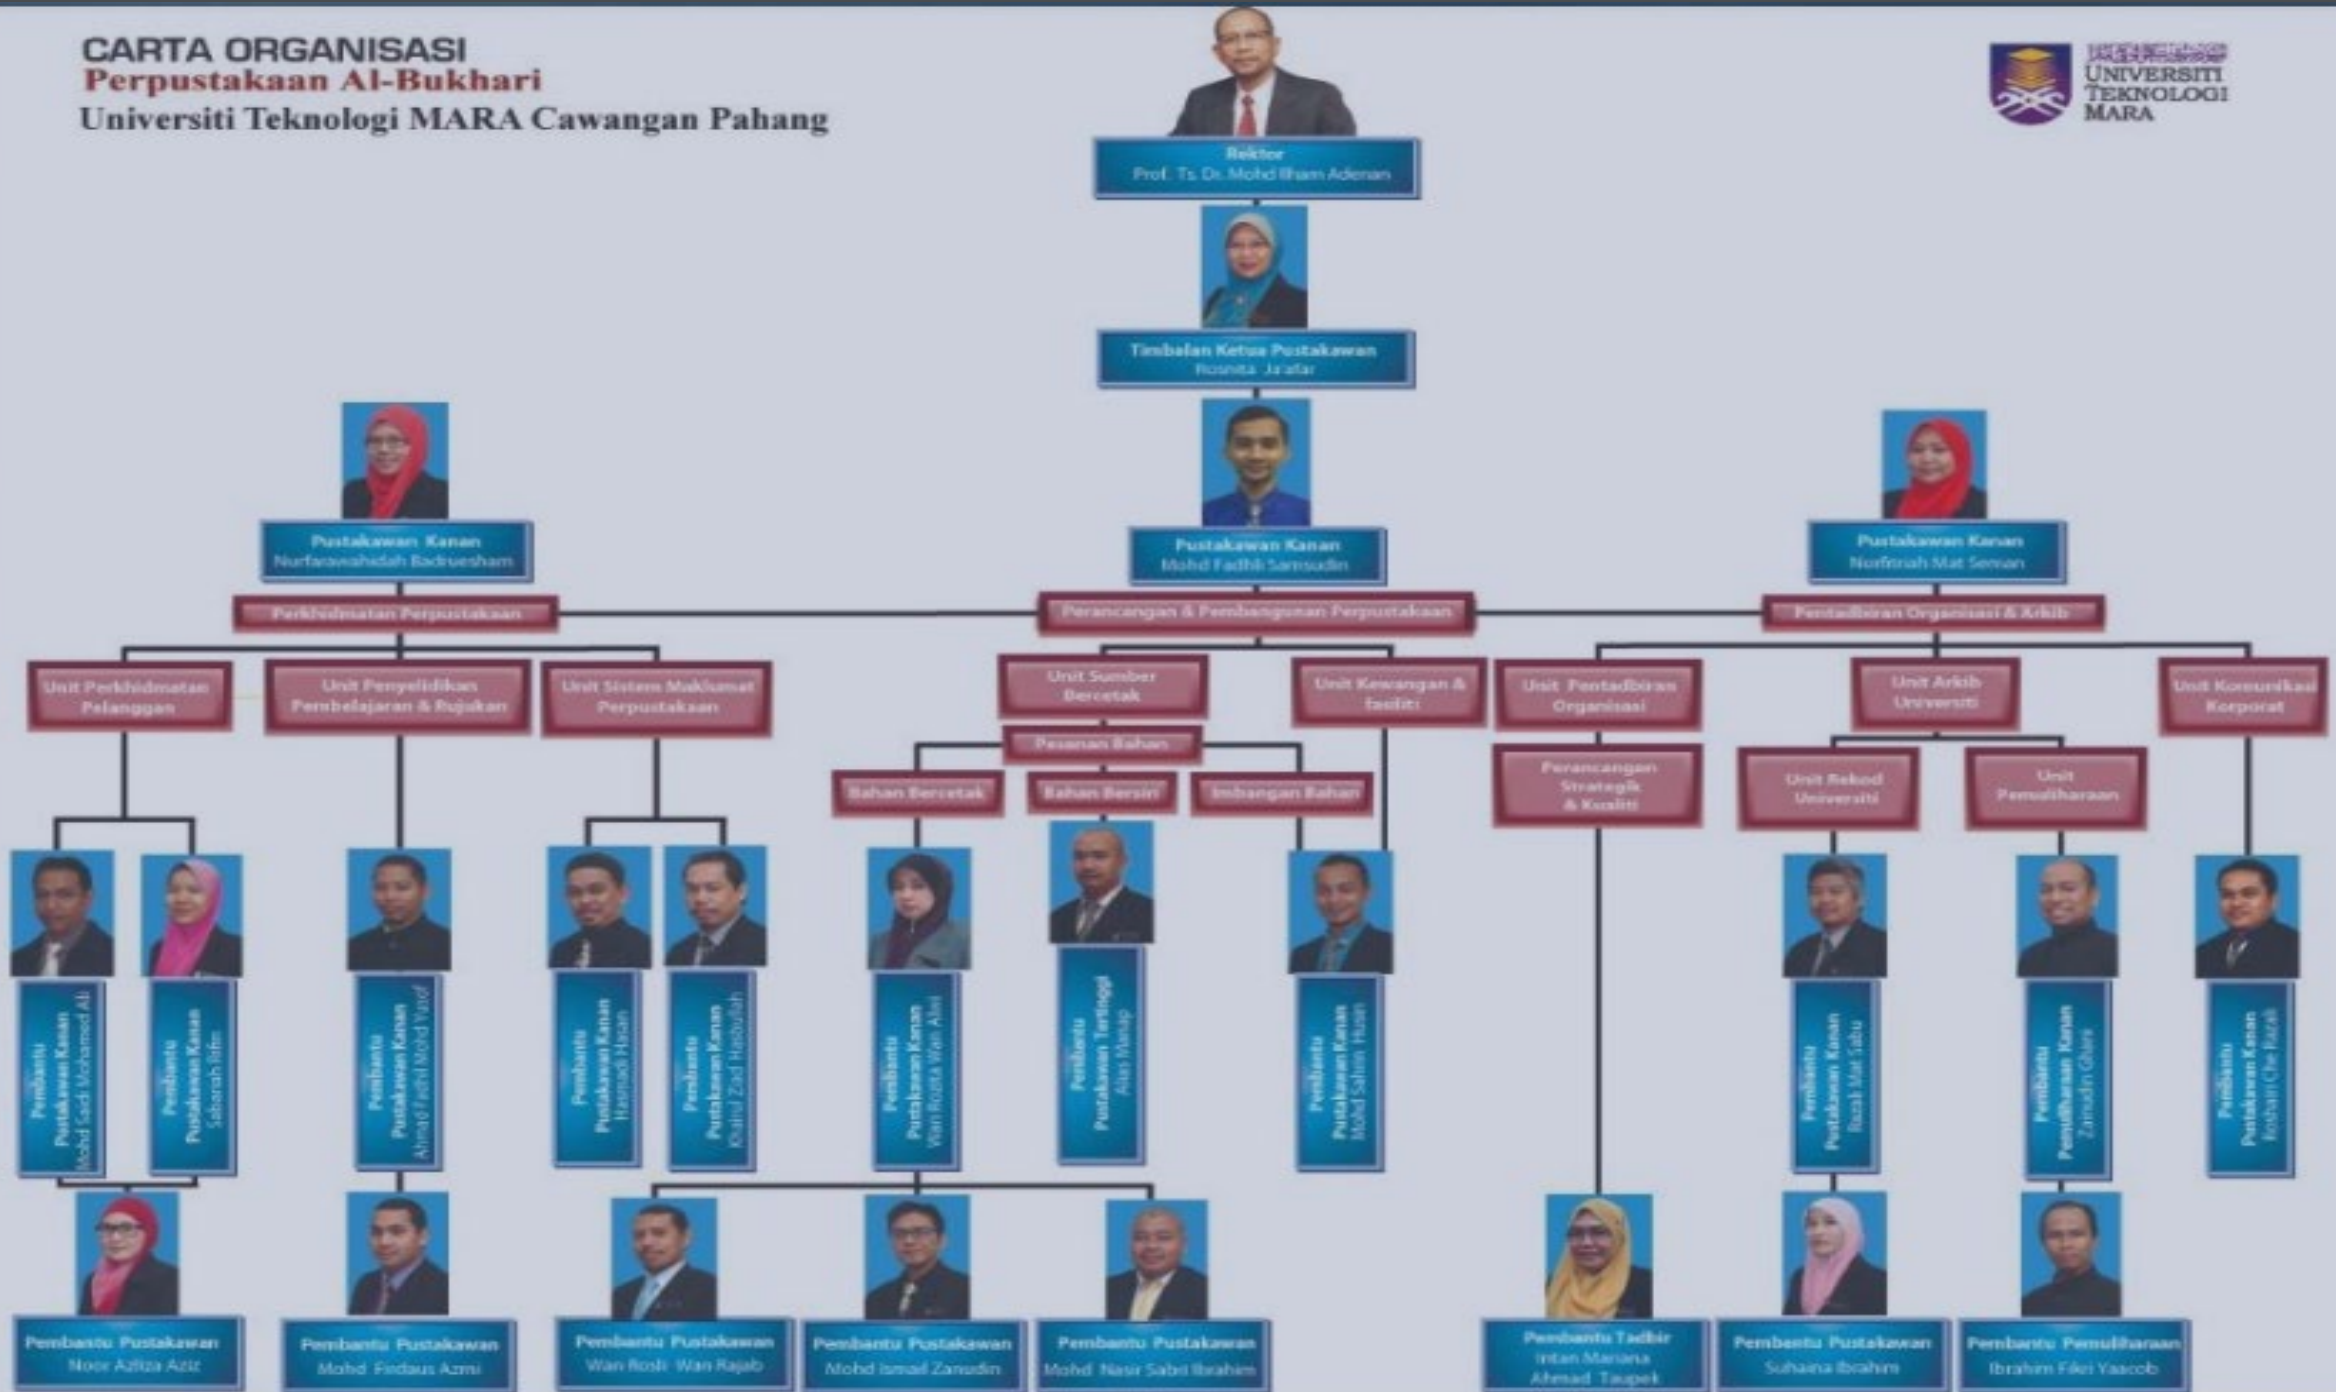 CARTA ORGANISASI
Perpustakaan Al-Bukhari
Universiti Teknologi MARA Cawangan Pahang
UNIVERSITI
TEKNOLOGI
MARA
Rektor
Prof. Ts. Dr. Mohd Ilham Adenan
Timbalan Ketua Pustakawan
Rosnita Ja'afar
Pustakawan Kanan
Nurfarawahidah Badruesham
Pustakawan Kanan
Mohd Fadhli Samsudin
Pustakawan Kanan
Mat Seman
Perkhidmatan Perpustakaan
Perancangan & Pembangunan Perpustakaan
Pentadbiran Organisasi & Arkib
Unit Perkhidmatan
Pelanggan
Unit Penyelidikan
Pembelajaran & Rujukan
Unit Sistem Maklumat
Perpustakaan
Unit Sumber
Bercetak
Unit Kewangan &
fasiliti
Unit Pentadbiran
Organisasi
Unit Arkib
Universiti
Unit Komunikasi
Korporat
Pesanan Bahan
Bahan Bercetak
Bahan Bersiri
Imbangan Bahan
Perancangan
Strategik
& Kualiti
Unit Rekod
Universiti
Unit
Pemuliharaan
Pembantu
Pustakawan Kanan
Mohd Saidi Mohamed Ali
Pembantu
Pustakawan Kanan
Sabariah
Pembantu
Pustakawan Kanan
Ahmad Fadhil Mohd Yusof
Pembantu
Pustakawan Kanan
Hasmadi Hasan
Pembantu
Pustakawan Kanan
Khairul Zad Hasbullah
Pembantu
Pustakawan Kanan
Wan Rozita Wan
Pembantu
Pustakawan Tertinggi
Alias Manap
Pembantu
Pustakawan Kanan
Mohd Husin
Pembantu
Pustakawan Kanan
Razali Mat Sabu
Pembantu
Pemuliharaan Kanan
Zainudin Ghani
Pembantu
Pustakawan Kanan
Roshairi Che Razali
Pembantu Pustakawan
Noor Azliza Aziz
Pembantu Pustakawan
Mohd Firdaus Azmi
Pembantu Pustakawan
Wan Rosli Wan Rajab
Pembantu Pustakawan
Mohd Ismail Zanudin
Pembantu Pustakawan
Mohd Nasir Sabri Ibrahim
Pembantu Tadbir
Intan Mariana
Ahmad Taupek
Pembantu Pustakawan
Suhaina Ibrahim
Pembantu Pemuliharaan
Ibrahim Fikri Yaacob